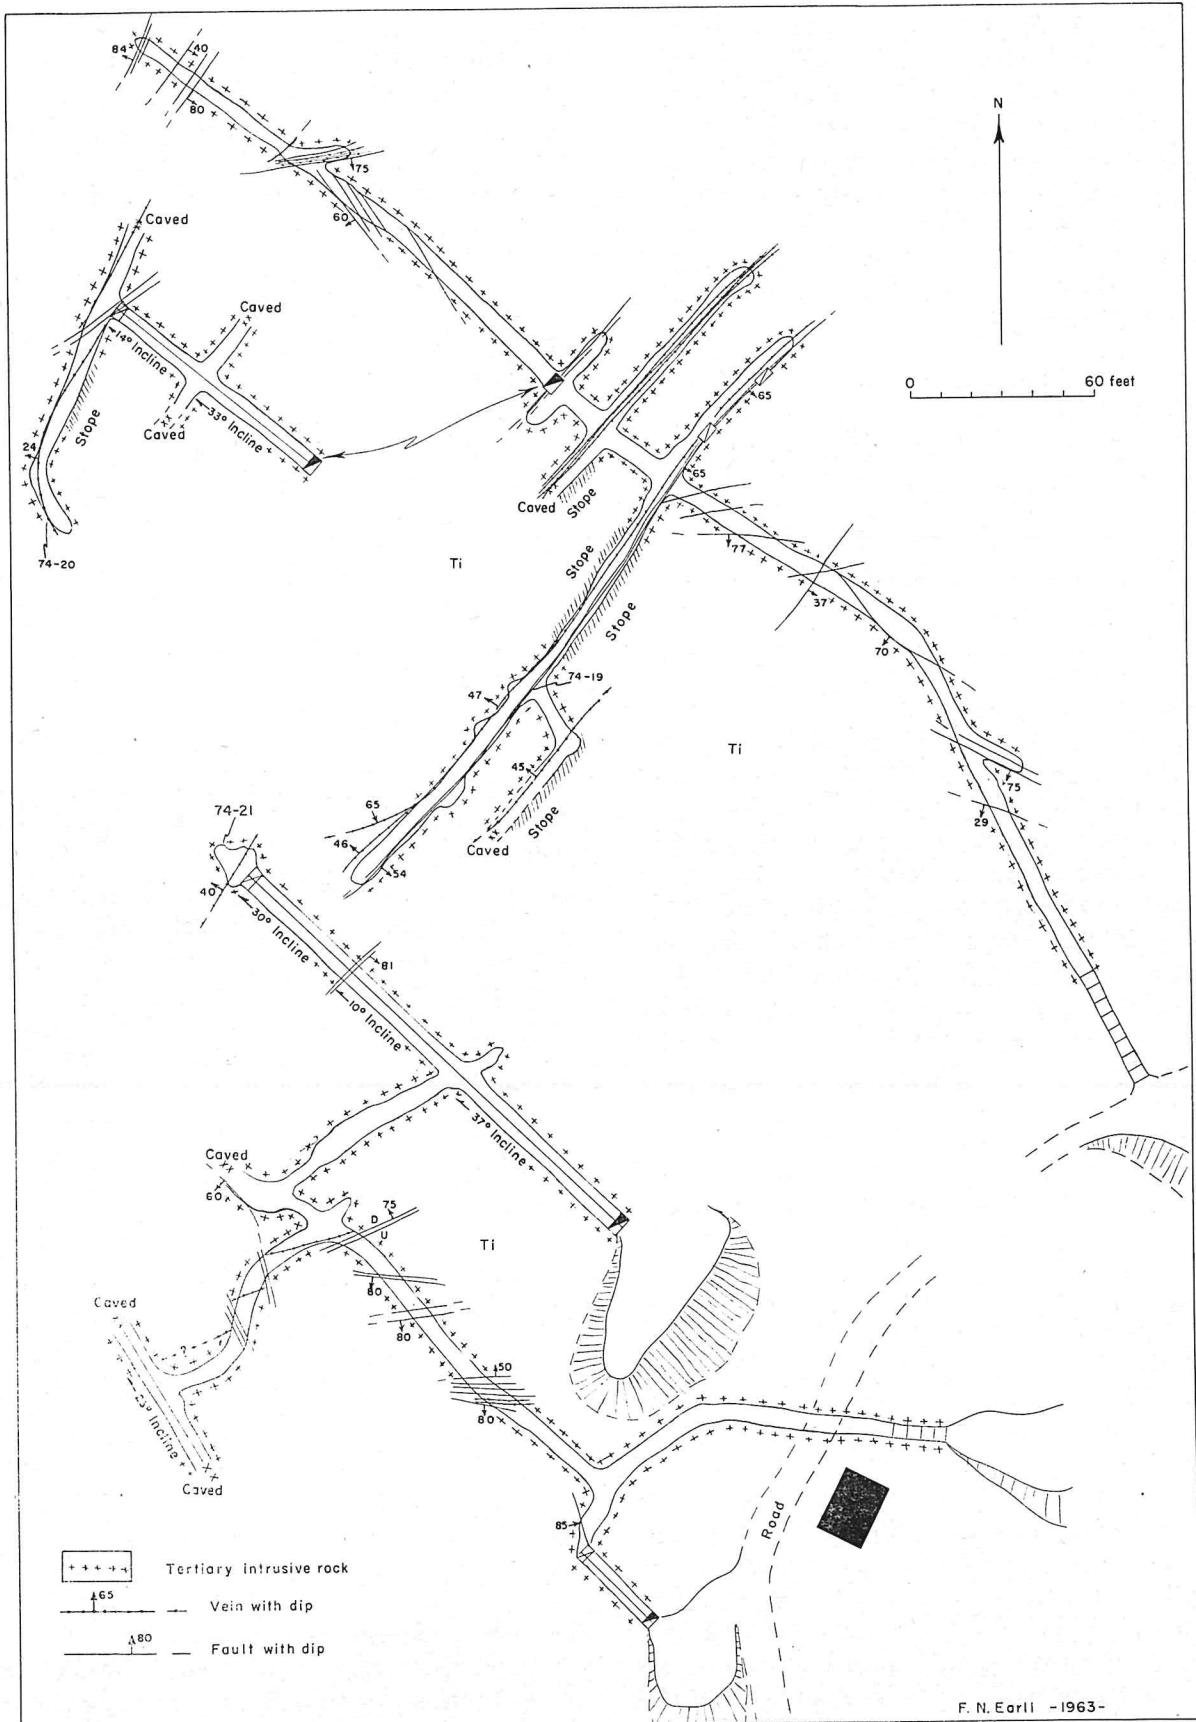 84
40
80
N
75
60
Caved
Caved
14° Incline
0 60 feet
65
Stope
Caved
33° Incline
24
65
Caved
Stope
74-20
Ti
Stope
77
37
Stope
70
74-19
47
Ti
45
75
65
74-21
29
Stope
46
Caved
54
40
30° Incline
81
10° Incline
37° Incline
Caved
60
75
D
U
Ti
80
Caved
80
?
50
80
23° Incline
Caved
85
Road
Tertiary intrusive rock
65
Vein with dip
80
Fault with dip
F. N. Earll -1963-